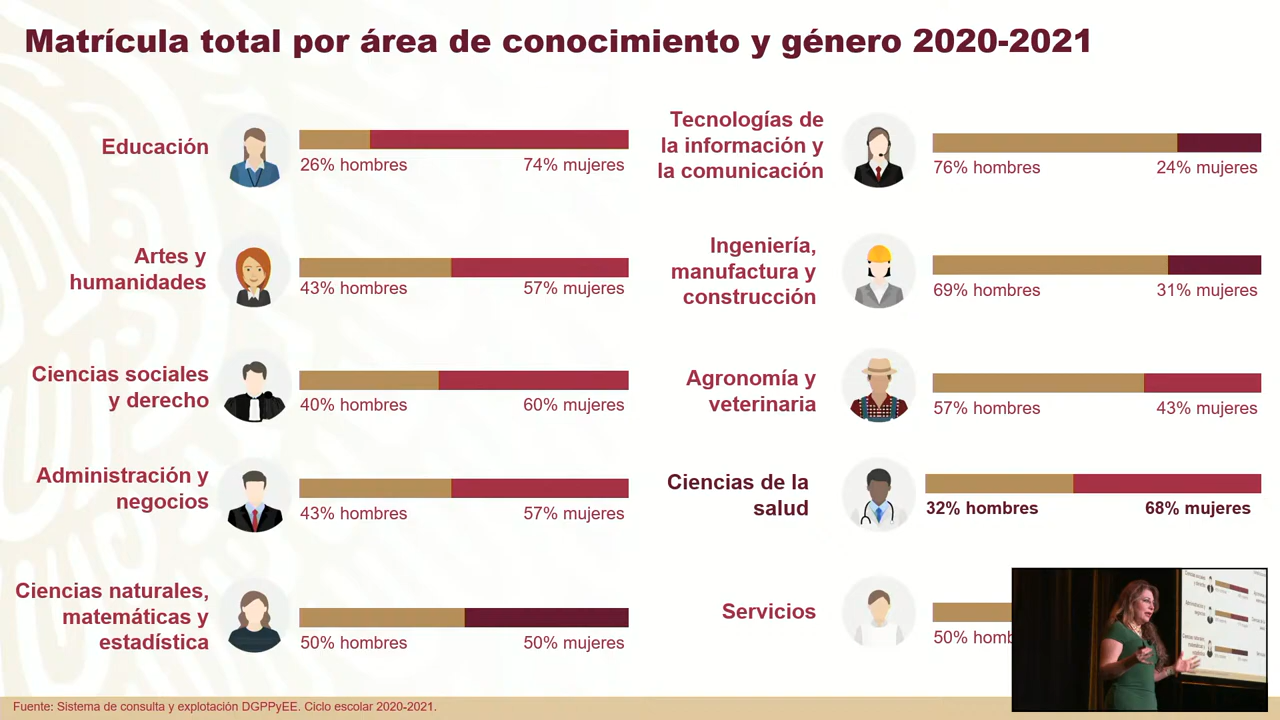 Matrícula total por área de conocimiento y género 2020-2021
Educación
26% hombres
74% mujeres
Artes y
humanidades
43% hombres
57% mujeres
Ciencias sociales
y derecho
40% hombres
60% mujeres
Administración y
negocios
43% hombres
57% mujeres
Ciencias naturales,
matemáticas y
estadística
50% hombres
50% mujeres
Tecnologías de
la información y
la comunicación
76% hombres
24% mujeres
Ingeniería,
manufactura y
construcción
69% hombres
31% mujeres
Agronomía y
veterinaria
57% hombres
43% mujeres
Ciencias de la
salud
32% hombres
68% mujeres
Servicios
50%
Fuente: Sistema de consulta y explotación DGPPyEE. Ciclo escolar 2020-2021.